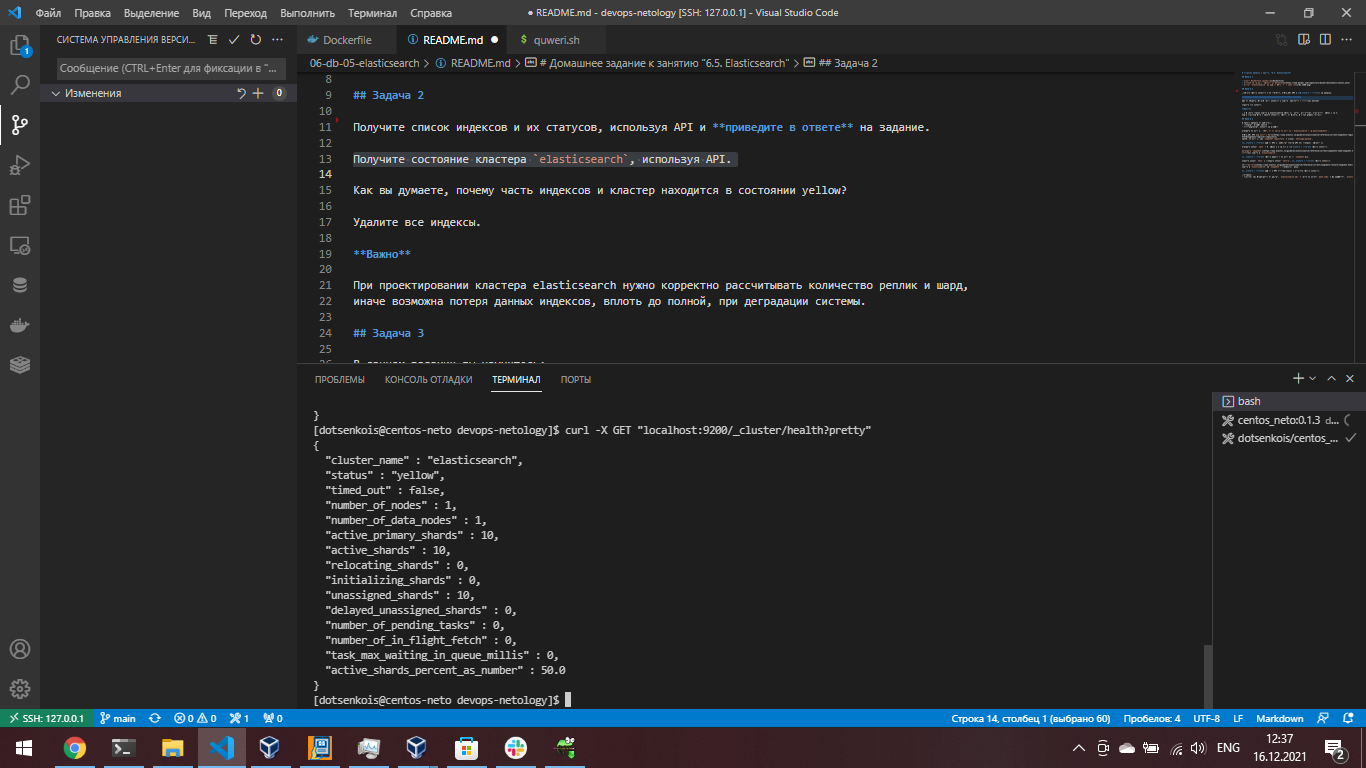 Файл Правка Выделение Вид Переход Выполнить Терминал Справка
● README.md - devops-netology [SSH: 127.0.0.1] - Visual Studio Code
СИСТЕМА УПРАВЛЕНИЯ ВЕРСИ...
Dockerfile
README.md
quweri.sh
1
Сообщение (CTRL+Enter для фиксации в "...
Изменения
0
06-db-05-elasticsearch > README.md > # Домашнее задание к занятию "6.5. Elasticsearch" > ## Задача 2
8
9 ## Задача 2
10
11 Получите список индексов и их статусов, используя API и **приведите в ответе** на задание.
12
13 Получите состояние кластера `elasticsearch`, используя API.
14
15 Как вы думаете, почему часть индексов и кластер находится в состоянии yellow?
16
17 Удалите все индексы.
18
19 **Важно**
20
21 При проектировании кластера elasticsearch нужно корректно рассчитывать количество реплик и шард,
22 иначе возможна потеря данных индексов, вплоть до полной, при деградации системы.
23
24 ## Задача 3
25
ПРОБЛЕМЫ КОНСОЛЬ ОТЛАДКИ ТЕРМИНАЛ ПОРТЫ
}
[dotsenkois@centos-neto devops-netology]$ curl -X GET "localhost:9200/_cluster/health?pretty"
{
"cluster_name" : "elasticsearch",
"status" : "yellow",
"timed_out" : false,
"number_of_nodes" : 1,
"number_of_data_nodes" : 1,
"active_primary_shards" : 10,
"active_shards" : 10,
"relocating_shards" : 0,
"initializing_shards" : 0,
"unassigned_shards" : 10,
"delayed_unassigned_shards" : 0,
"number_of_pending_tasks" : 0,
"number_of_in_flight_fetch" : 0,
"task_max_waiting_in_queue_millis" : 0,
"active_shards_percent_as_number" : 50.0
}
[dotsenkois@centos-neto devops-netology]$
bash
centos_neto:0.1.3 d...
dotsenkois/centos_...
SSH: 127.0.0.1 main 0 0 1 0
Строка 14, столбец 1 (выбрано 60) Пробелов: 4 UTF-8 LF Markdown
ENG
12:37
16.12.2021
2